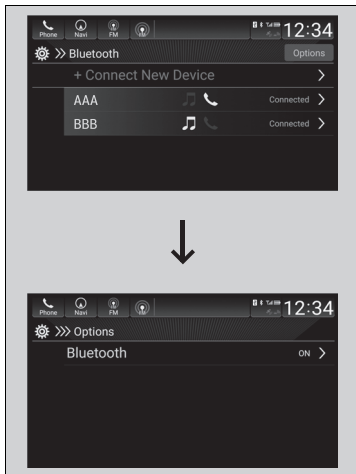 Phone Navi FM 12:34
Bluetooth Options
+ Connect New Device
AAA Connected
BBB Connected
Phone Navi FM 12:34
Options
Bluetooth ON